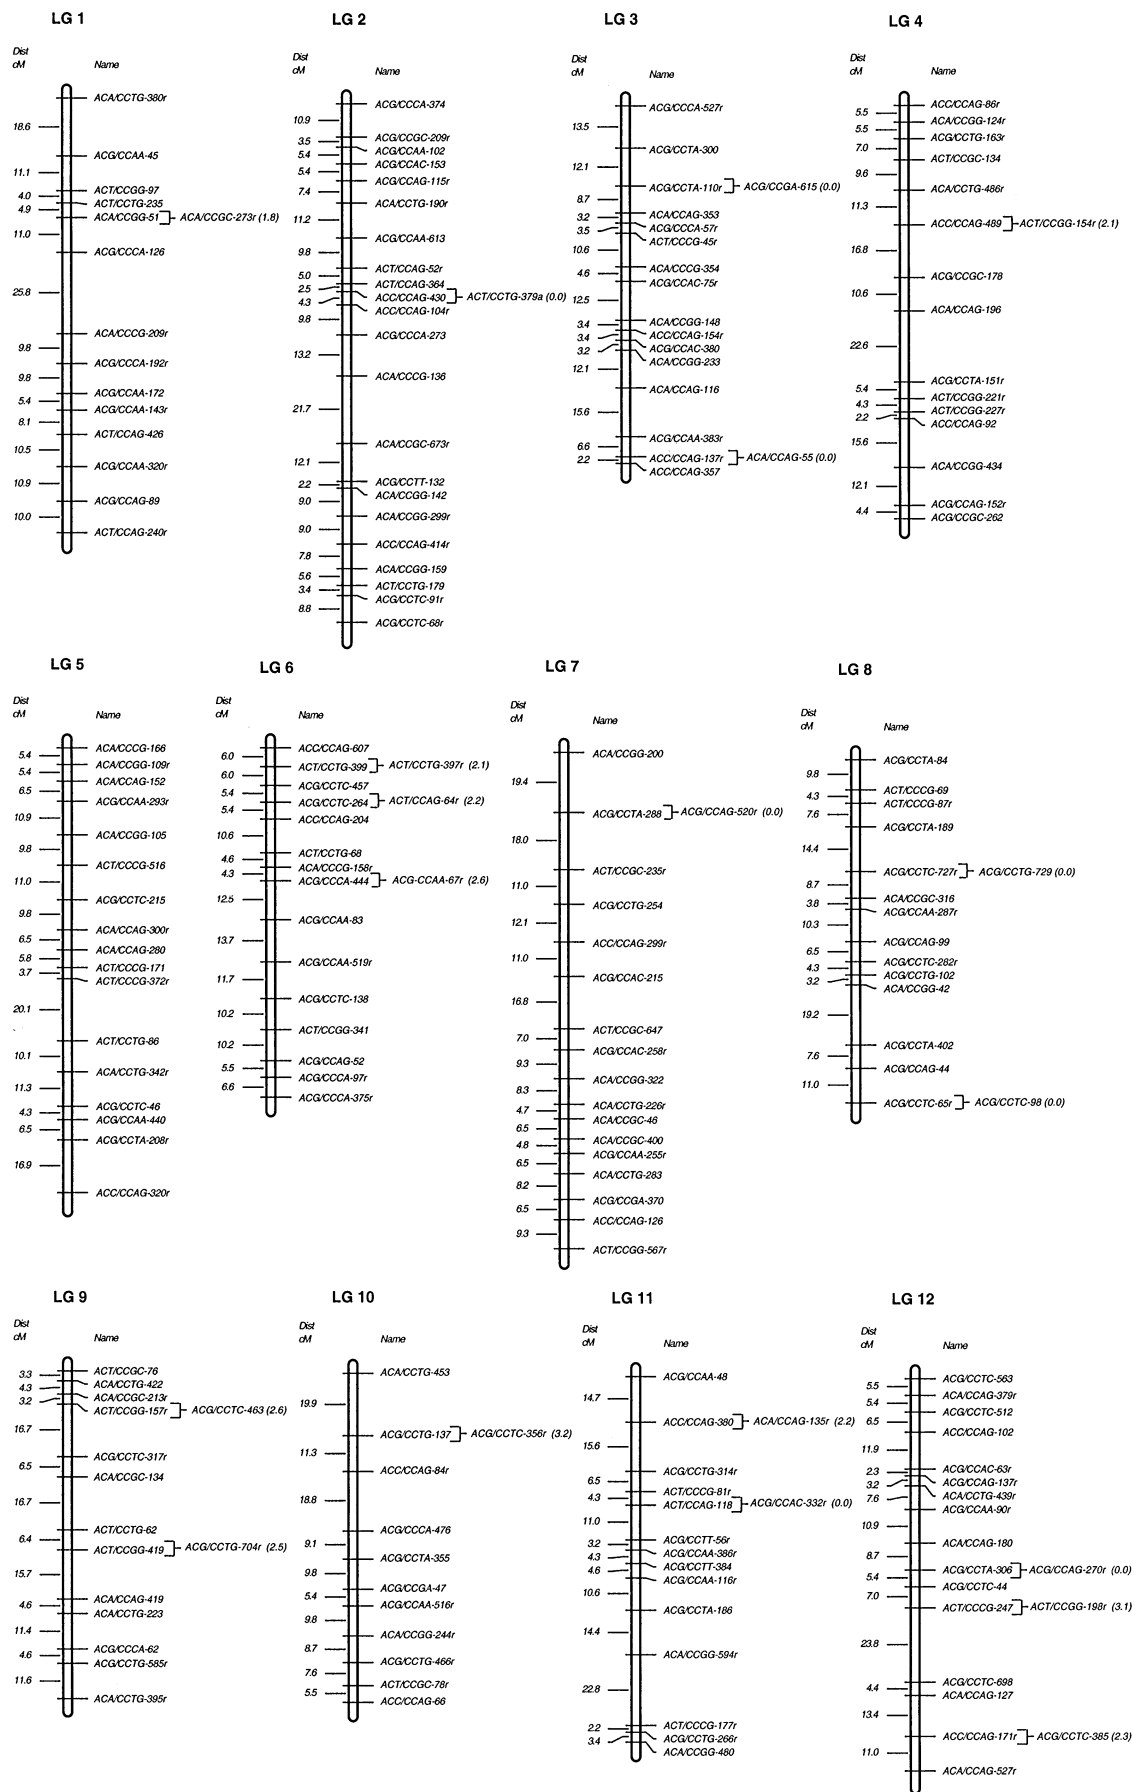 LG 1
Dist
cM Name
ACA/CCTG-380r
18.6
ACG/CCAA-45
11.1
ACT/CCGG-97
4.0
ACT/CCTG-235
4.9
ACA/CCGG-51 ACA/CCGC-273r (1.8)
11.0
ACG/CCCA-126
25.8
ACA/CCCG-209r
9.8
ACG/CCCA-192r
9.8
ACG/CCAA-172
5.4
ACG/CCAA-143r
8.1
ACT/CCAG-426
10.5
ACG/CCAA-320r
10.9
ACG/CCAG-89
10.0
ACT/CCAG-240r
LG 2
Dist
cM Name
ACG/CCCA-374
10.9
ACG/CCGC-209r
3.5
ACG/CCAA-102
5.4
ACG/CCAC-153
5.4
ACG/CCAG-115r
7.4
ACA/CCTG-190r
11.2
ACG/CCAA-613
9.8
ACT/CCAG-52r
5.0
ACT/CCAG-364
2.5
ACC/CCAG-430 ACT/CCTG-379a (0.0)
4.3
ACC/CCAG-104r
9.8
ACG/CCCA-273
13.2
ACA/CCCG-136
21.7
ACA/CCGC-673r
12.1
ACG/CCTT-132
2.2
ACA/CCGG-142
9.0
ACA/CCGG-299r
9.0
ACC/CCAG-414r
7.8
ACA/CCGG-159
5.6
ACT/CCTG-179
3.4
ACG/CCTC-91r
8.8
ACG/CCTC-68r
LG 3
Dist
cM Name
ACG/CCCA-527r
13.5
ACG/CCTA-300
12.1
ACG/CCTA-110r ACG/CCGA-615 (0.0)
8.7
ACA/CCAG-353
3.2
ACG/CCCA-57r
3.5
ACT/CCCG-45r
10.6
ACA/CCCG-354
4.6
ACG/CCAC-75r
12.5
ACA/CCGG-148
3.4
ACC/CCAG-154r
3.4
ACG/CCAC-380
3.2
ACA/CCGG-233
12.1
ACA/CCAG-116
15.6
ACG/CCAA-383r
6.6
ACC/CCAG-137r ACA/CCAG-55 (0.0)
2.2
ACC/CCAG-357
LG 4
Dist
cM Name
ACC/CCAG-86r
5.5
ACA/CCGG-124r
5.5
ACG/CCTG-163r
7.0
ACT/CCGC-134
9.6
ACA/CCTG-486r
11.3
ACC/CCAG-489 ACT/CCGG-154r (2.1)
16.8
ACG/CCGC-178
10.6
ACA/CCAG-196
22.6
ACG/CCTA-151r
5.4
ACT/CCGG-221r
4.3
ACT/CCGG-227r
2.2
ACC/CCAG-92
15.6
ACA/CCGG-434
12.1
ACG/CCAG-152r
4.4
ACG/CCGC-262
LG 5
Dist
cM Name
ACA/CCCG-166
5.4
ACA/CCGG-109r
5.4
ACA/CCAG-152
6.5
ACG/CCAA-293r
10.9
ACA/CCGG-105
9.8
ACT/CCCG-516
11.0
ACG/CCTC-215
9.8
ACA/CCAG-300r
6.5
ACA/CCAG-280
5.8
ACT/CCCG-171
3.7
ACT/CCCG-372r
20.1
ACT/CCTG-86
10.1
ACA/CCTG-342r
11.3
ACG/CCTC-46
4.3
ACG/CCAA-440
6.5
ACG/CCTA-208r
16.9
ACC/CCAG-320r
LG 6
Dist
cM Name
ACC/CCAG-607
6.0
ACT/CCTG-399 ACT/CCTG-397r (2.1)
6.0
ACG/CCTC-457
5.4
ACG/CCTC-264 ACT/CCAG-64r (2.2)
5.4
ACC/CCAG-204
10.6
ACT/CCTG-68
4.6
ACA/CCCG-158r
4.3
ACG/CCCA-444 ACG-CCAA-67r (2.6)
12.5
ACG/CCAA-83
13.7
ACG/CCAA-519r
11.7
ACG/CCTC-138
10.2
ACT/CCGG-341
10.2
ACG/CCAG-52
5.5
ACG/CCCA-97r
6.6
ACG/CCCA-375r
LG 7
Dist
cM Name
ACA/CCGG-200
19.4
ACG/CCTA-288 ACG/CCAG-520r (0.0)
18.0
ACT/CCGC-235r
11.0
ACG/CCTG-254
12.1
ACC/CCAG-299r
11.0
ACG/CCAC-215
16.8
ACT/CCGC-647
7.0
ACG/CCAC-258r
9.3
ACA/CCGG-322
8.3
ACA/CCTG-226r
4.7
ACA/CCGC-46
6.5
ACA/CCGC-400
4.8
ACG/CCAA-255r
6.5
ACA/CCTG-283
8.2
ACG/CCGA-370
6.5
ACC/CCAG-126
9.3
ACT/CCGG-567r
LG 8
Dist
cM Name
ACG/CCTA-84
9.8
ACT/CCCG-69
4.3
ACT/CCCG-87r
7.6
ACG/CCTA-189
14.4
ACG/CCTC-727r ACG/CCTG-729 (0.0)
8.7
ACA/CCGC-316
3.8
ACG/CCAA-287r
10.3
ACG/CCAG-99
6.5
ACG/CCTC-282r
4.3
ACG/CCTG-102
3.2
ACA/CCGG-42
19.2
ACG/CCTA-402
7.6
ACG/CCAG-44
11.0
ACG/CCTC-65r ACG/CCTC-98 (0.0)
LG 9
Dist
cM Name
ACT/CCGC-76
3.3
ACA/CCTG-422
4.3
ACA/CCGC-213r
3.2
ACT/CCGG-157r ACG/CCTC-463 (2.6)
16.7
ACG/CCTC-317r
6.5
ACA/CCGC-134
16.7
ACT/CCTG-62
6.4
ACT/CCGG-419 ACG/CCTG-704r (2.5)
15.7
ACA/CCAG-419
4.6
ACA/CCTG-223
11.4
ACG/CCCA-62
4.6
ACG/CCTG-585r
11.6
ACA/CCTG-395r
LG 10
Dist
cM Name
ACA/CCTG-453
19.9
ACG/CCTG-137 ACG/CCTC-356r (3.2)
11.3
ACC/CCAG-84r
18.8
ACG/CCCA-476
9.1
ACG/CCTA-355
9.8
ACG/CCGA-47
5.4
ACG/CCAA-516r
9.8
ACA/CCGG-244r
8.7
ACG/CCTG-466r
7.6
ACT/CCGC-78r
5.5
ACC/CCAG-66
LG 11
Dist
cM Name
ACG/CCAA-48
14.7
ACC/CCAG-380 ACA/CCAG-135r (2.2)
15.6
ACG/CCTG-314r
6.5
ACT/CCCG-81r
4.3
ACT/CCAG-118 ACG/CCAC-332r (0.0)
11.0
ACG/CCTT-56r
3.2
ACG/CCAA-386r
4.3
ACG/CCTT-384
4.6
ACG/CCAA-116r
10.6
ACG/CCTA-186
14.4
ACA/CCGG-594r
22.8
ACT/CCCG-177r
2.2
ACG/CCTG-266r
3.4
ACA/CCGG-480
LG 12
Dist
cM Name
ACG/CCTC-563
5.5
ACA/CCAG-379r
5.4
ACG/CCTC-512
6.5
ACC/CCAG-102
11.9
ACG/CCAC-63r
2.3
ACG/CCAG-137r
3.2
ACA/CCTG-439r
7.6
ACG/CCAA-90r
10.9
ACA/CCAG-180
8.7
ACG/CCTA-306 ACG/CCAG-270r (0.0)
5.4
ACG/CCTC-44
7.0
ACT/CCCG-247 ACT/CCGG-198r (3.1)
23.8
ACG/CCTC-698
4.4
ACA/CCAG-127
13.4
ACC/CCAG-171r ACG/CCTC-385 (2.3)
11.0
ACA/CCAG-527r